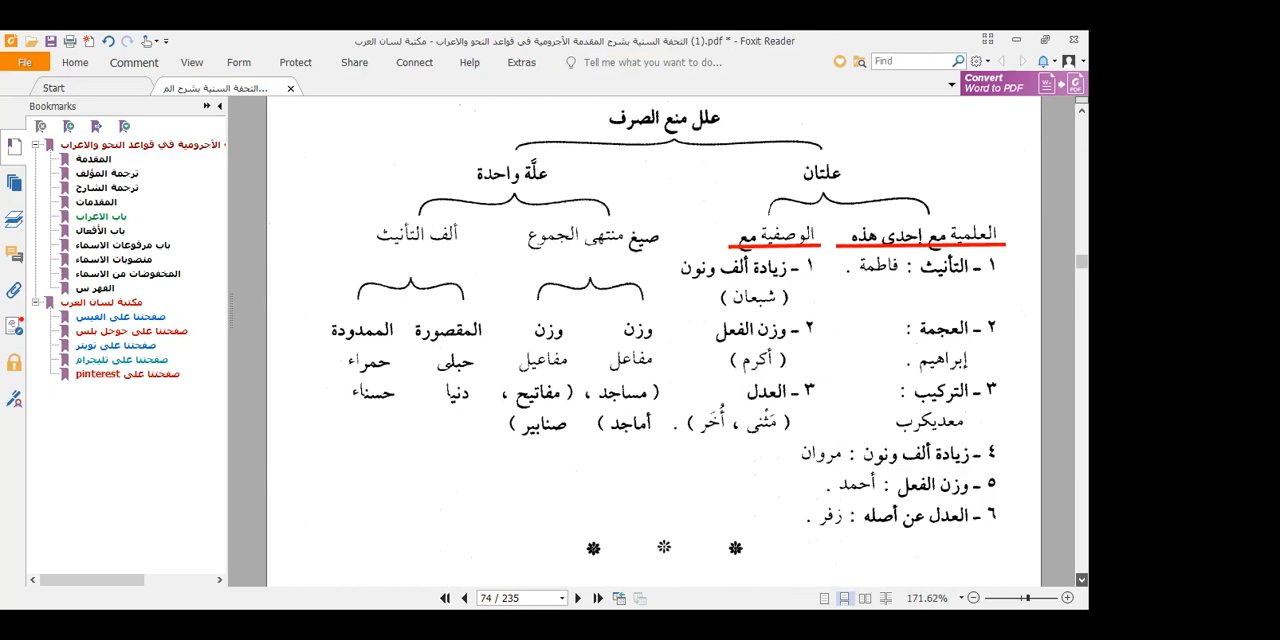 التحفة السنية بشرح المقدمة الأجرومية في قواعد النحو والاعراب - مكتبة لسان العرب (1).pdf * - Foxit Reader
File Home Comment View Form Protect Share Connect Help Extras Tell me what you want to do... Find
Start
التحفة السنية بشرح الم...
Convert Word to PDF
Bookmarks
الأجرومية في قواعد النحو والاعراب
المقدمة
ترجمة المؤلف
ترجمة الشارح
المقدمات
باب الاعراب
باب الأفعال
باب مرفوعات الاسماء
منصوبات الاسماء
المخفوضات من الاسماء
الفهرس
مكتبة لسان العرب
صفحتنا على الفيس
صفحتنا على جوجل بلس
صفحتنا على تويتر
صفحتنا على تليجرام
صفحتنا على pinterest
علل منع الصرف
علتان علَّة واحدة
العلمية مع إحدى هذه الوصفية مع صيغ منتهى الجموع ألف التأنيث
١ - التأنيث : فاطمة . ١ - زيادة ألف ونون
( شبعان )
٢ - العجمة : ٢ - وزن الفعل وزن وزن المقصورة الممدودة
إبراهيم . ( أكرم ) مفاعل مفاعيل حبلى حمراء
٣ - التركيب : ٣ - العدل ( مساجد ، ( مفاتيح ، دنيا حسناء
معديكرب ( مَثْنى ، أُخَر ) . أماجد ) صنابير )
٤ - زيادة ألف ونون : مروان
٥ - وزن الفعل : أحمد .
٦ - العدل عن أصله : زفر .
74 / 235 171.62%